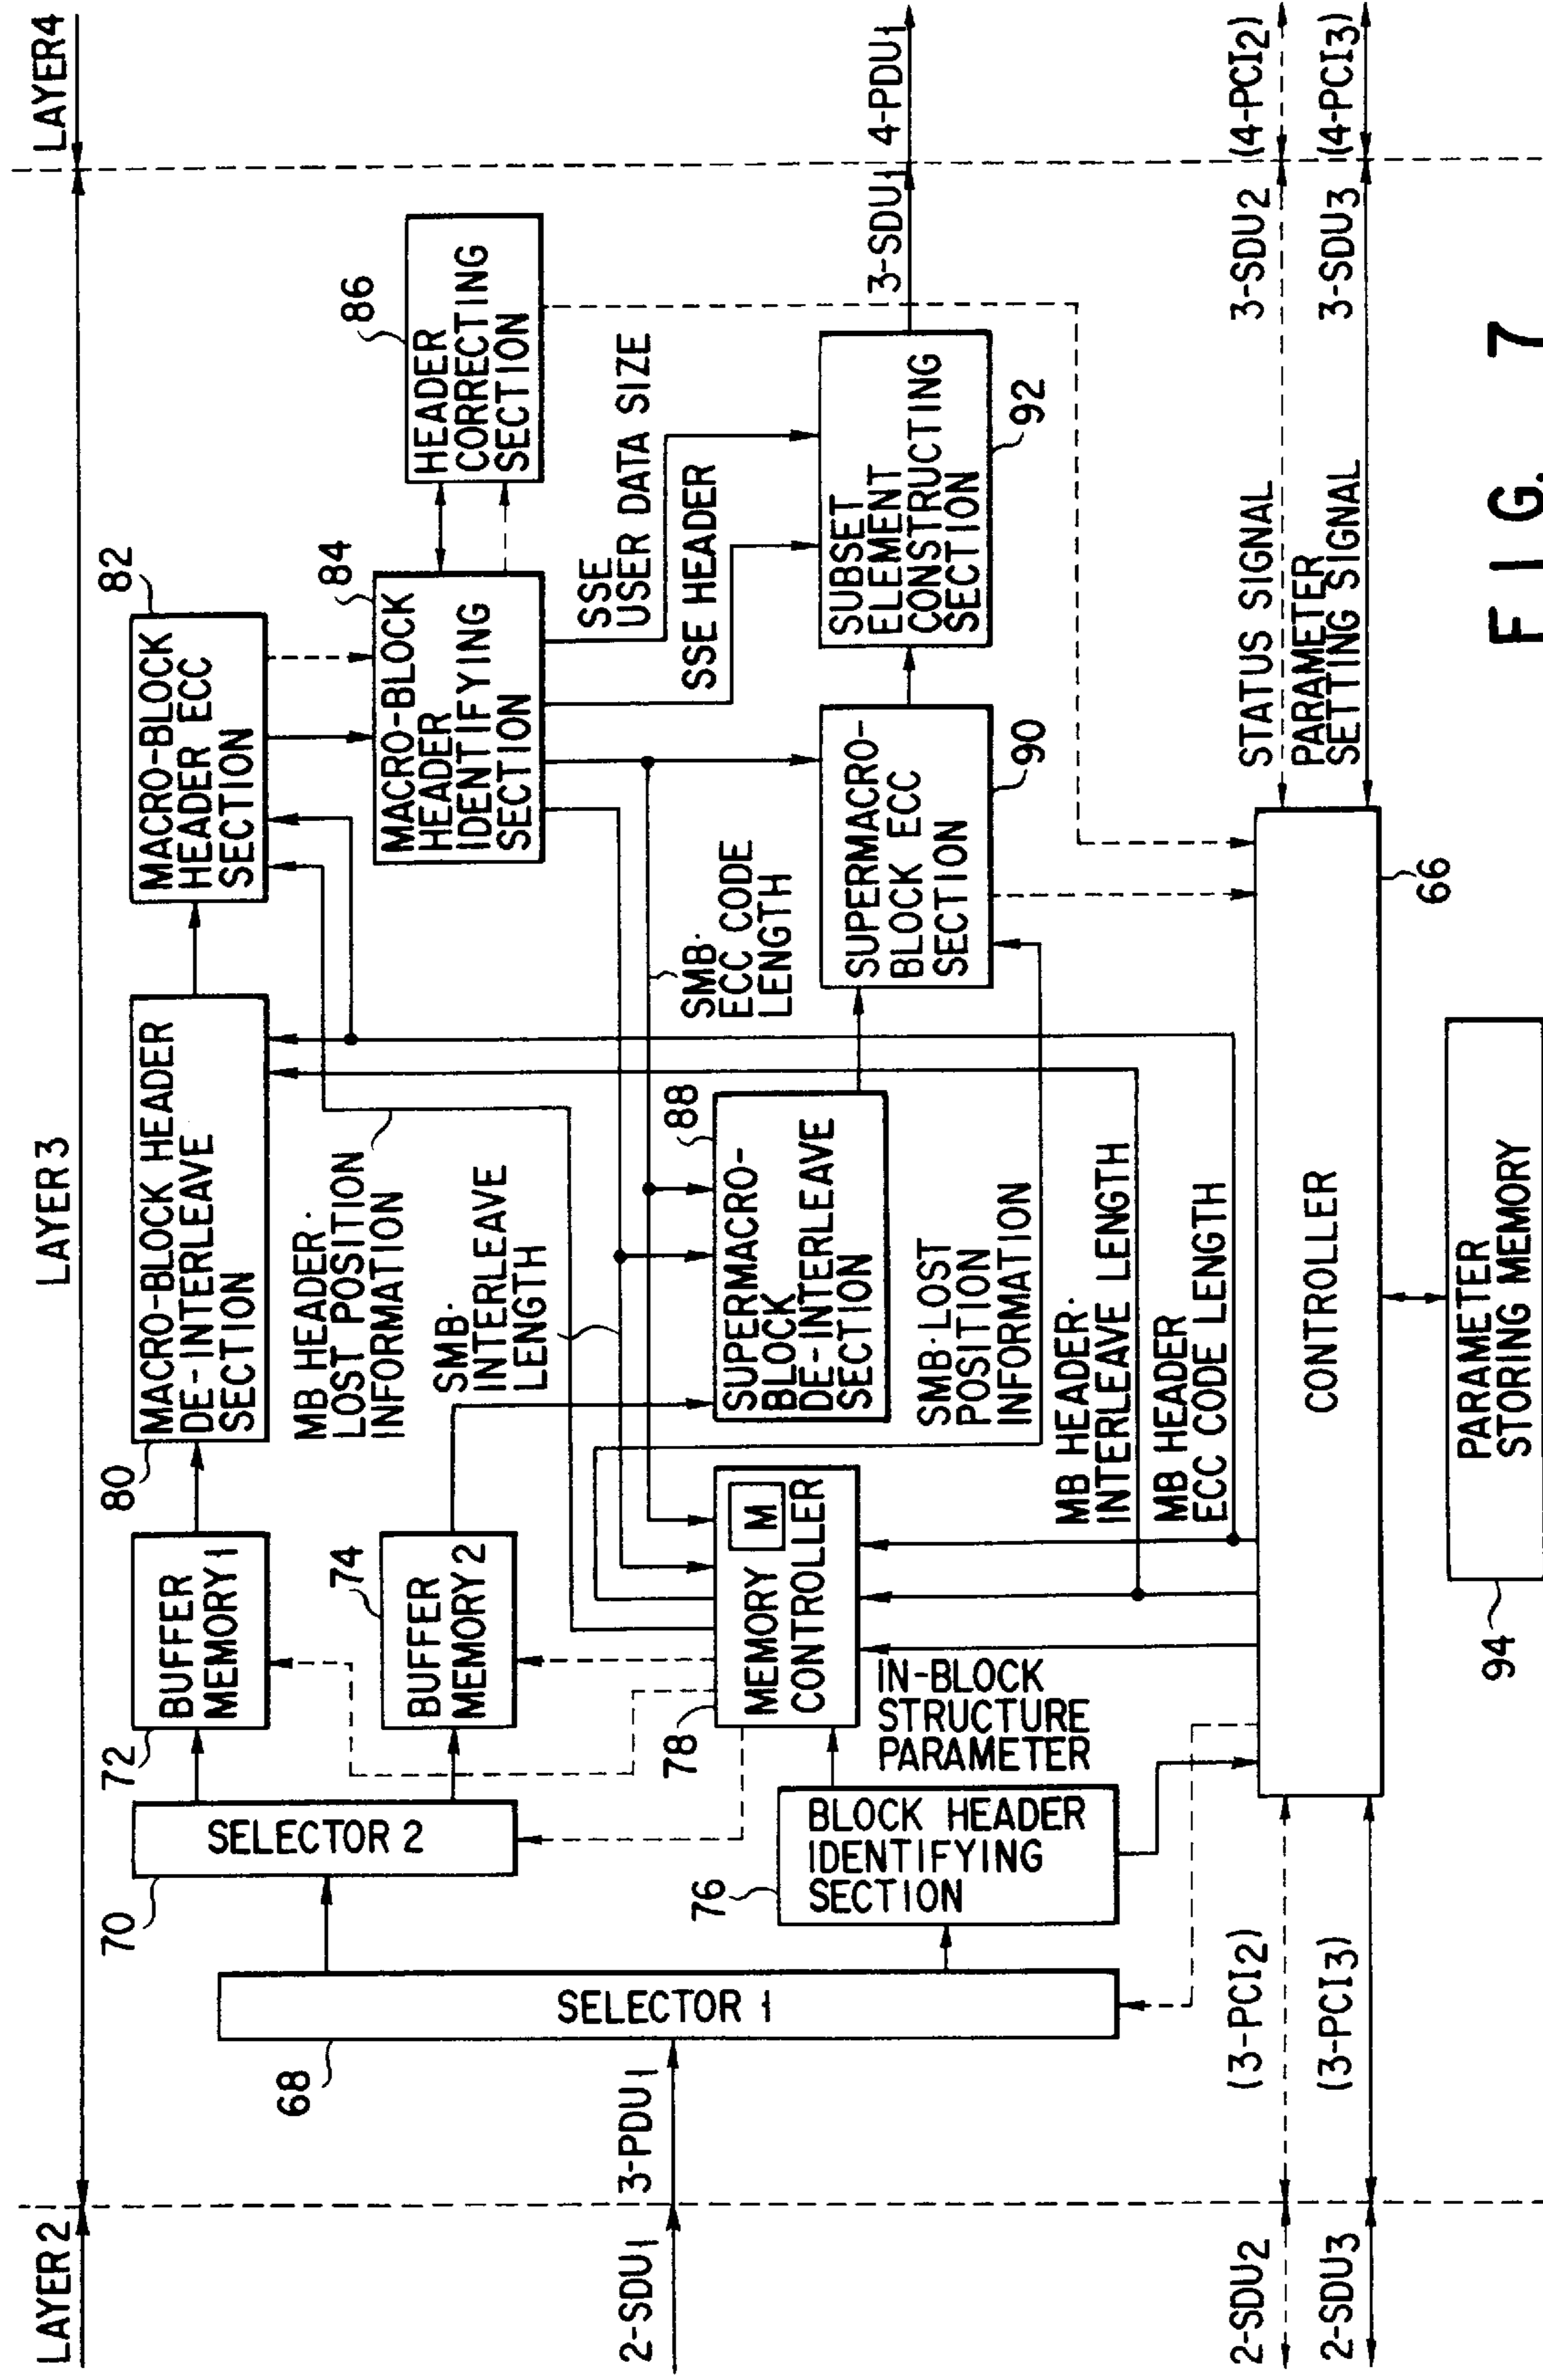 LAYER2
LAYER3
LAYER4
70
SELECTOR 2
72
BUFFER
MEMORY 1
80
MACRO-BLOCK HEADER
DE-INTERLEAVE
SECTION
82
MACRO-BLOCK
HEADER ECC
SECTION
MB HEADER·
LOST POSITION
INFORMATION
84
MACRO-BLOCK
HEADER
IDENTIFYING
SECTION
86
HEADER
CORRECTING
SECTION
74
BUFFER
MEMORY 2
SMB·
INTERLEAVE
LENGTH
SSE
USER DATA SIZE
SSE HEADER
68
SELECTOR 1
2-SDU1
3-PDU1
78
MEMORY
M
CONTROLLER
88
SUPERMACRO-
BLOCK
DE-INTERLEAVE
SECTION
SMB·
ECC CODE
LENGTH
SUPERMACRO-
BLOCK ECC
SECTION
90
SUBSET
ELEMENT
CONSTRUCTING
SECTION
92
3-SDU1
4-PDU1
76
BLOCK HEADER
IDENTIFYING
SECTION
IN-BLOCK
STRUCTURE
PARAMETER
SMB·LOST
POSITION
INFORMATION
MB HEADER·
INTERLEAVE LENGTH
MB HEADER
ECC CODE LENGTH
2-SDU2
(3-PCI2)
STATUS SIGNAL
3-SDU2
(4-PCI2)
2-SDU3
(3-PCI3)
CONTROLLER
66
PARAMETER
SETTING SIGNAL
3-SDU3
(4-PCI3)
94
PARAMETER
STORING MEMORY
FIG. 7